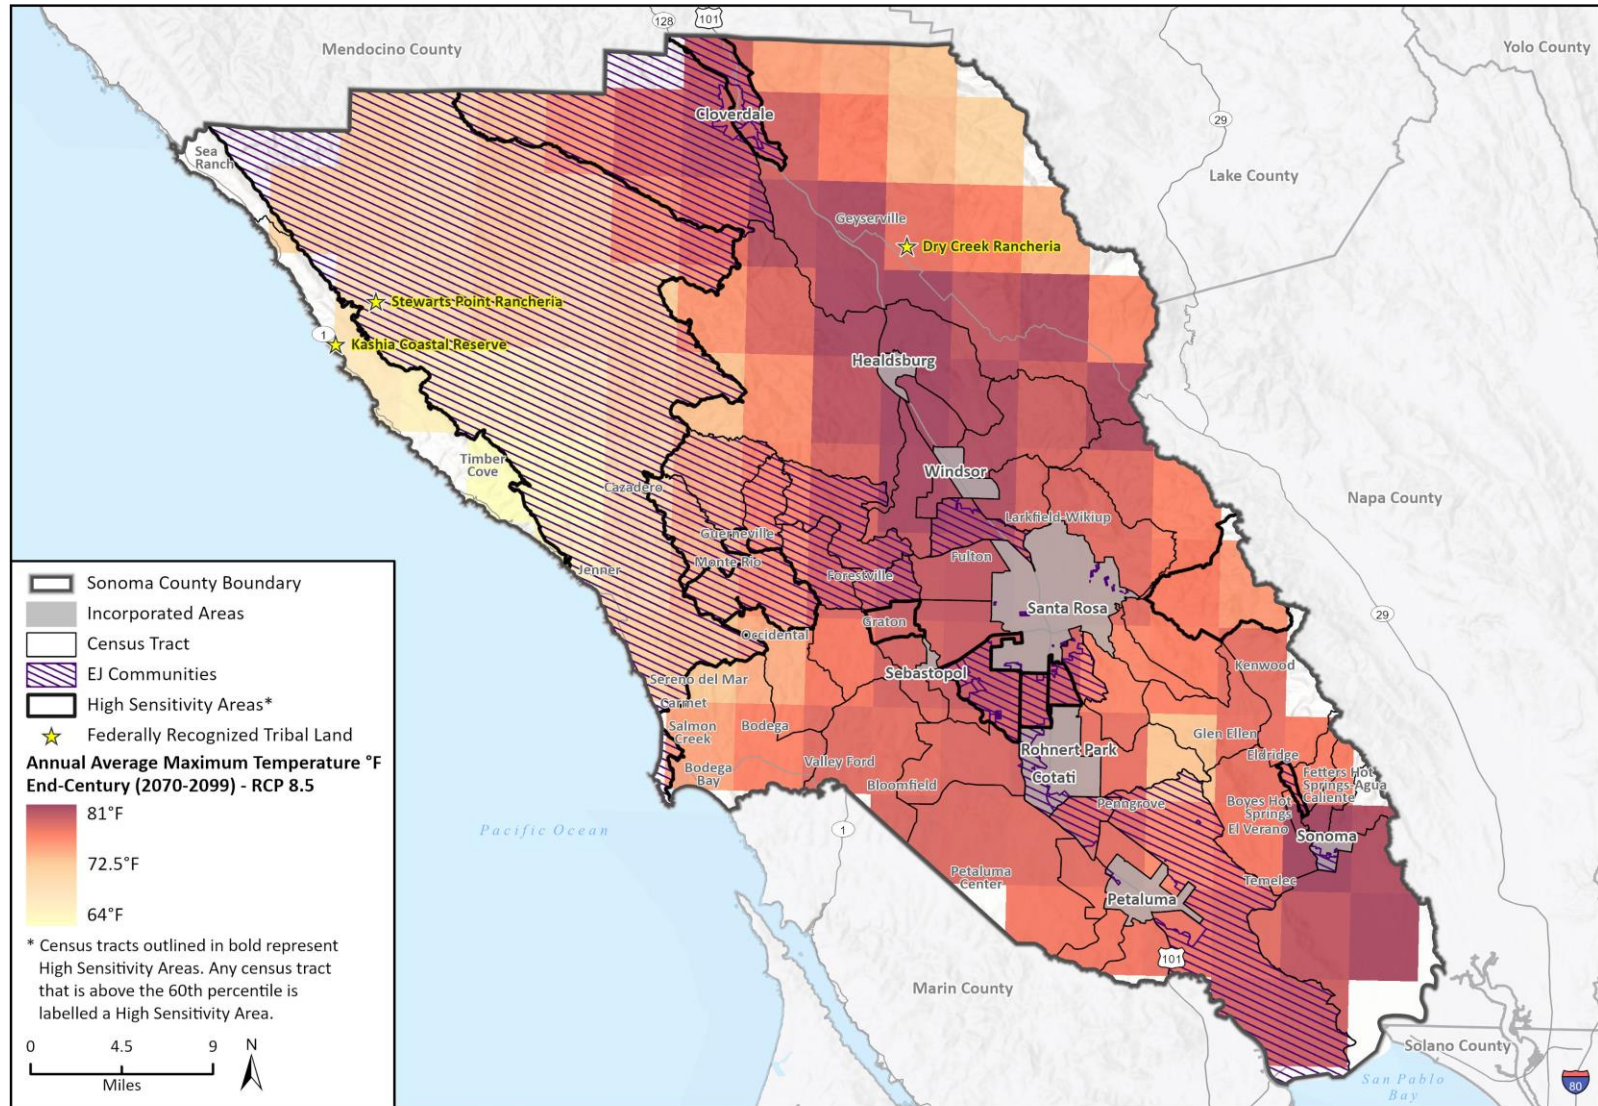 128
101
Mendocino County
Yolo County
29
Cloverdale
Sea
Ranch
Lake County
Geyserville
Dry Creek Rancheria
Stewarts Point Rancheria
1
Kashia Coastal Reserve
Healdsburg
Timber
Cove
Windsor
Cazadero
Napa County
Larkfield-Wikiup
Guerneville
Fulton
Monte Rio
Jenner
Forestville
Santa Rosa
29
Graton
Occidental
Kenwood
Sebastopol
Sereno del Mar
Carmet
Salmon
Creek
Bodega
Glen Ellen
Rohnert Park
Eldridge
Valley Ford
Bodega
Bay
Cotati
Fetters Hot
Springs-Agua
Caliente
Bloomfield
Penngrove
Boyes Hot
Springs
El Verano
Sonoma
Pacific Ocean
1
Petaluma
Center
Temelec
Petaluma
101
Marin County
Solano County
San Pablo
Bay
80
Sonoma County Boundary
Incorporated Areas
Census Tract
EJ Communities
High Sensitivity Areas*
Federally Recognized Tribal Land
Annual Average Maximum Temperature °F
End-Century (2070-2099) - RCP 8.5
81°F
72.5°F
64°F
* Census tracts outlined in bold represent
High Sensitivity Areas. Any census tract
that is above the 60th percentile is
labelled a High Sensitivity Area.
0 4.5 9
Miles
N